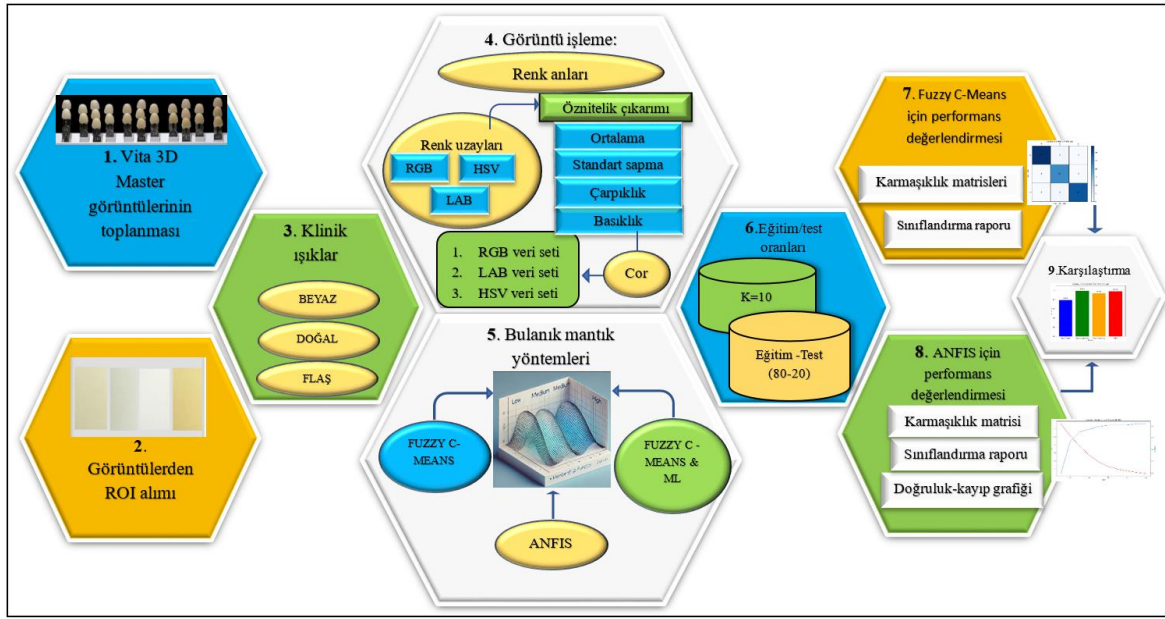 1. Vita 3D
Master
görüntülerinin
toplanması
2.
Görüntülerden
ROI alımı
3. Klinik
ışıklar
BEYAZ
DOĞAL
FLAŞ
4. Görüntü işleme:
Renk anları
Renk uzayları
RGB
HSV
LAB
Öznitelik çıkarımı
Ortalama
Standart sapma
Çarpıklık
Basıklık
Cor
1. RGB veri seti
2. LAB veri seti
3. HSV veri seti
5. Bulanık mantık
yöntemleri
Low Medium Medium High
FUZZY C-
MEANS
FUZZY C -
MEANS &
ML
ANFIS
6.Eğitim/test
oranları
K=10
Eğitim -Test
(80-20)
7. Fuzzy C-Means
için performans
değerlendirmesi
Karmaşıklık matrisleri
Sınıflandırma raporu
8. ANFIS için
performans
değerlendirmesi
Karmaşıklık matrisi
Sınıflandırma raporu
Doğruluk-kayıp grafiği
9.Karşılaştırma